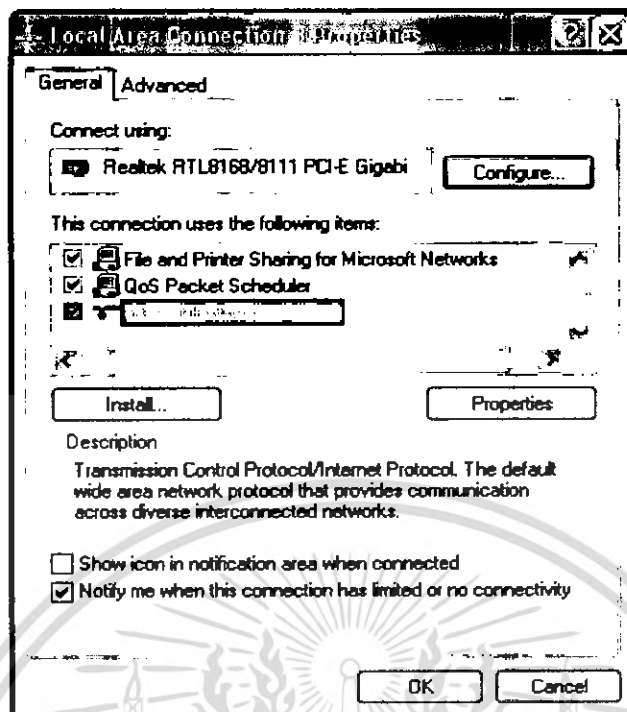 Local Area Connection Properties
General Advanced
Connect using:
Realtek RTL8168/8111 PCI-E Gigabi Configure...
This connection uses the following items:
File and Printer Sharing for Microsoft Networks
QoS Packet Scheduler
Install... Properties
Description
Transmission Control Protocol/Internet Protocol. The default
wide area network protocol that provides communication
across diverse interconnected networks.
Show icon in notification area when connected
Notify me when this connection has limited or no connectivity
OK Cancel